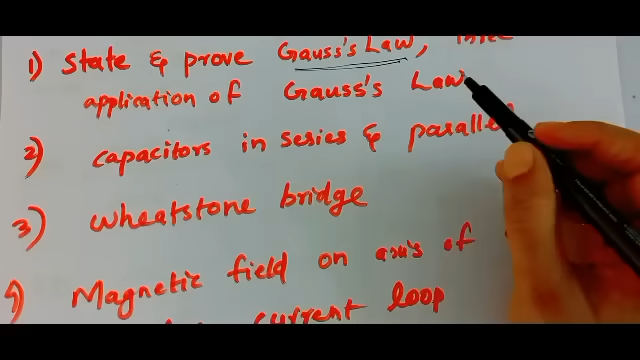 1) State & prove Gauss's Law,
application of Gauss's Law
2) capacitors in series & parallel
3) wheatstone bridge
4) Magnetic field on axis of
current loop